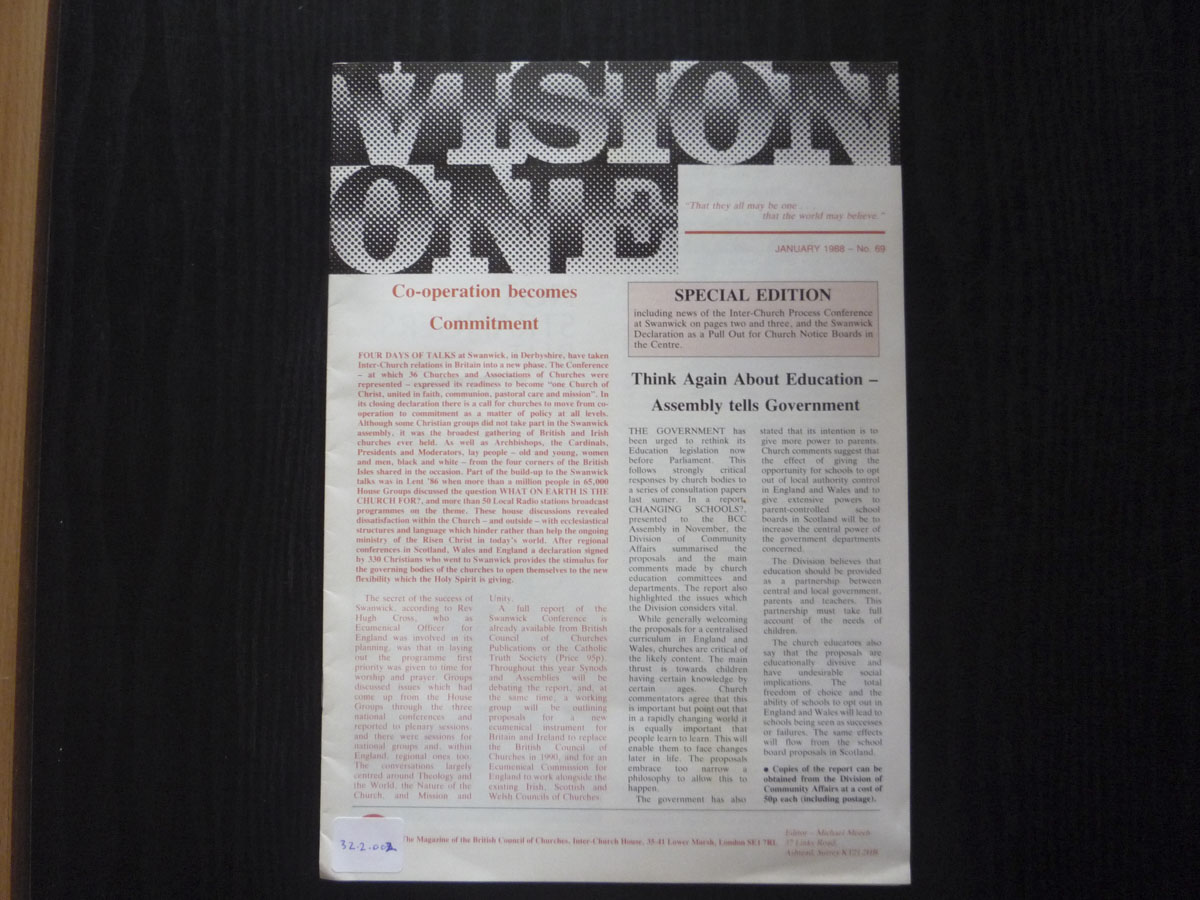 VISION
ONE
"That they all may be one . . .
that the world may believe."
JANUARY 1988 – No. 69
Co-operation becomes
Commitment
FOUR DAYS OF TALKS at Swanwick, in Derbyshire, have taken
Inter-Church relations in Britain into a new phase. The Conference
– at which 36 Churches and Associations of Churches were
represented – expressed its readiness to become "one Church of
Christ, united in faith, communion, pastoral care and mission". In
its closing declaration there is a call for churches to move from co-
operation to commitment as a matter of policy at all levels.
Although some Christian groups did not take part in the Swanwick
assembly, it was the broadest gathering of British and Irish
churches ever held. As well as Archbishops, the Cardinals,
Presidents and Moderators, lay people – old and young, women
and men, black and white – from the four corners of the British
Isles shared in the occasion. Part of the build-up to the Swanwick
talks was in Lent '86 when more than a million people in 65,000
House Groups discussed the question WHAT ON EARTH IS THE
CHURCH FOR?, and more than 50 Local Radio stations broadcast
programmes on the theme. These house discussions revealed
dissatisfaction within the Church – and outside – with ecclesiastical
structures and language which hinder rather than help the ongoing
ministry of the Risen Christ in today's world. After regional
conferences in Scotland, Wales and England a declaration signed
by 330 Christians who went to Swanwick provides the stimulus for
the governing bodies of the churches to open themselves to the new
flexibility which the Holy Spirit is giving.
The secret of the success of
Swanwick, according to Rev
Hugh Cross, who as
Ecumenical Officer for
England was involved in its
planning, was that in laying
out the programme first
priority was given to time for
worship and prayer. Groups
discussed issues which had
come up from the House
Groups through the three
national conferences and
reported to plenary sessions,
and there were sessions for
national groups and, within
England, regional ones too.
The conversations largely
centred around Theology and
the World, the Nature of the
Church, and Mission and
Unity.
A full report of the
Swanwick Conference is
already available from British
Council of Churches
Publications or the Catholic
Truth Society (Price 95p).
Throughout this year Synods
and Assemblies will be
debating the report, and, at
the same time, a working
group will be outlining
proposals for a new
ecumenical instrument for
Britain and Ireland to replace
the British Council of
Churches in 1990, and for an
Ecumenical Commission for
England to work alongside the
existing Irish, Scottish and
Welsh Councils of Churches.
SPECIAL EDITION
including news of the Inter-Church Process Conference
at Swanwick on pages two and three, and the Swanwick
Declaration as a Pull Out for Church Notice Boards in
the Centre.
Think Again About Education –
Assembly tells Government
THE GOVERNMENT has
been urged to rethink its
Education legislation now
before Parliament. This
follows strongly critical
responses by church bodies to
a series of consultation papers
last sumer. In a report,
CHANGING SCHOOLS?,
presented to the BCC
Assembly in November, the
Division of Community
Affairs summarised the
proposals and the main
comments made by church
education committees and
departments. The report also
highlighted the issues which
the Division considers vital.
While generally welcoming
the proposals for a centralised
curriculum in England and
Wales, churches are critical of
the likely content. The main
thrust is towards children
having certain knowledge by
certain ages. Church
commentators agree that this
is important but point out that
in a rapidly changing world it
is equally important that
people learn to learn. This will
enable them to face changes
later in life. The proposals
embrace too narrow a
philosophy to allow this to
happen.
The government has also
stated that its intention is to
give more power to parents.
Church comments suggest that
the effect of giving the
opportunity for schools to opt
out of local authority control
in England and Wales and to
give extensive powers to
parent-controlled school
boards in Scotland will be to
increase the central power of
the government departments
concerned.
The Division believes that
education should be provided
as a partnership between
central and local government,
parents and teachers. This
partnership must take full
account of the needs of
children.
The church educators also
say that the proposals are
educationally divisive and
have undesirable social
implications. The total
freedom of choice and the
ability of schools to opt out in
England and Wales will lead to
schools being seen as successes
or failures. The same effects
will flow from the school
board proposals in Scotland.
● Copies of the report can be
obtained from the Division of
Community Affairs at a cost of
50p each (including postage).
32.2.002
The Magazine of the British Council of Churches, Inter-Church House, 35-41 Lower Marsh, London SE1 7RL
Editor – Michael
37 Links Road,
Ashtead, Surrey KT21 2HR